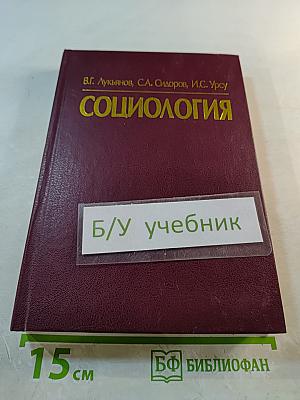 В.Г. Лукьянов, С.А. Сидоров, И.С. Урсу
СОЦИОЛОГИЯ
Б/У учебник
15 см
БФ БИБЛИОФАН